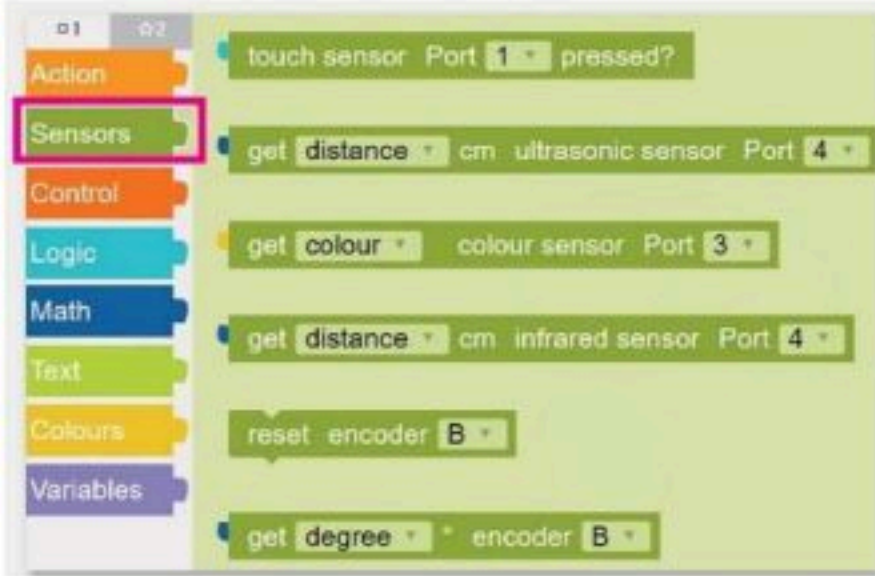 1 2
Action
Sensors
Control
Logic
Math
Text
Colours
Variables
touch sensor Port 1 pressed?
get distance cm ultrasonic sensor Port 4
get colour colour sensor Port 3
get distance cm infrared sensor Port 4
reset encoder B
get degree ° encoder B